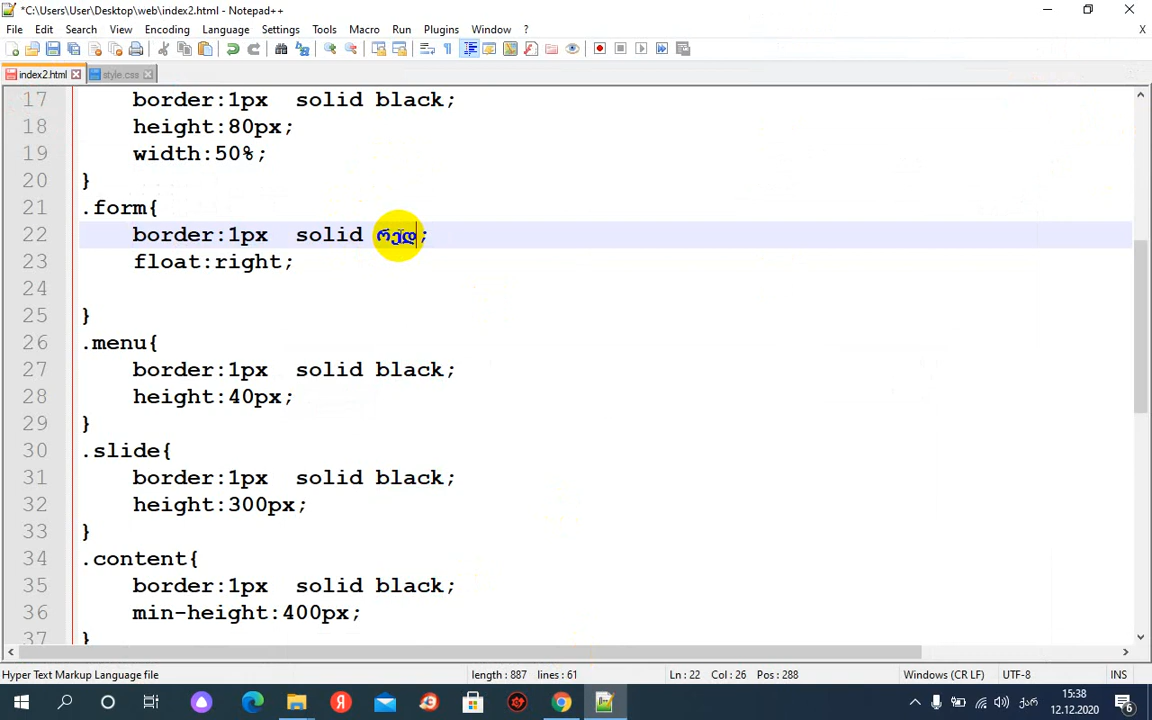 *C:\Users\User\Desktop\web\index2.html - Notepad++
File Edit Search View Encoding Language Settings Tools Macro Run Plugins Window ? X
index2.html style.css
17 border:1px  solid black;
18 height:80px;
19 width:50%;
20 }
21 .form{
22 border:1px  solid რედ;
23 float:right;
24
25 }
26 .menu{
27 border:1px  solid black;
28 height:40px;
29 }
30 .slide{
31 border:1px  solid black;
32 height:300px;
33 }
34 .content{
35 border:1px  solid black;
36 min-height:400px;
37 }
Hyper Text Markup Language file length : 887 lines : 61 Ln : 22 Col : 26 Pos : 288 Windows (CR LF) UTF-8 INS
ქარ 15:38
12.12.2020 6